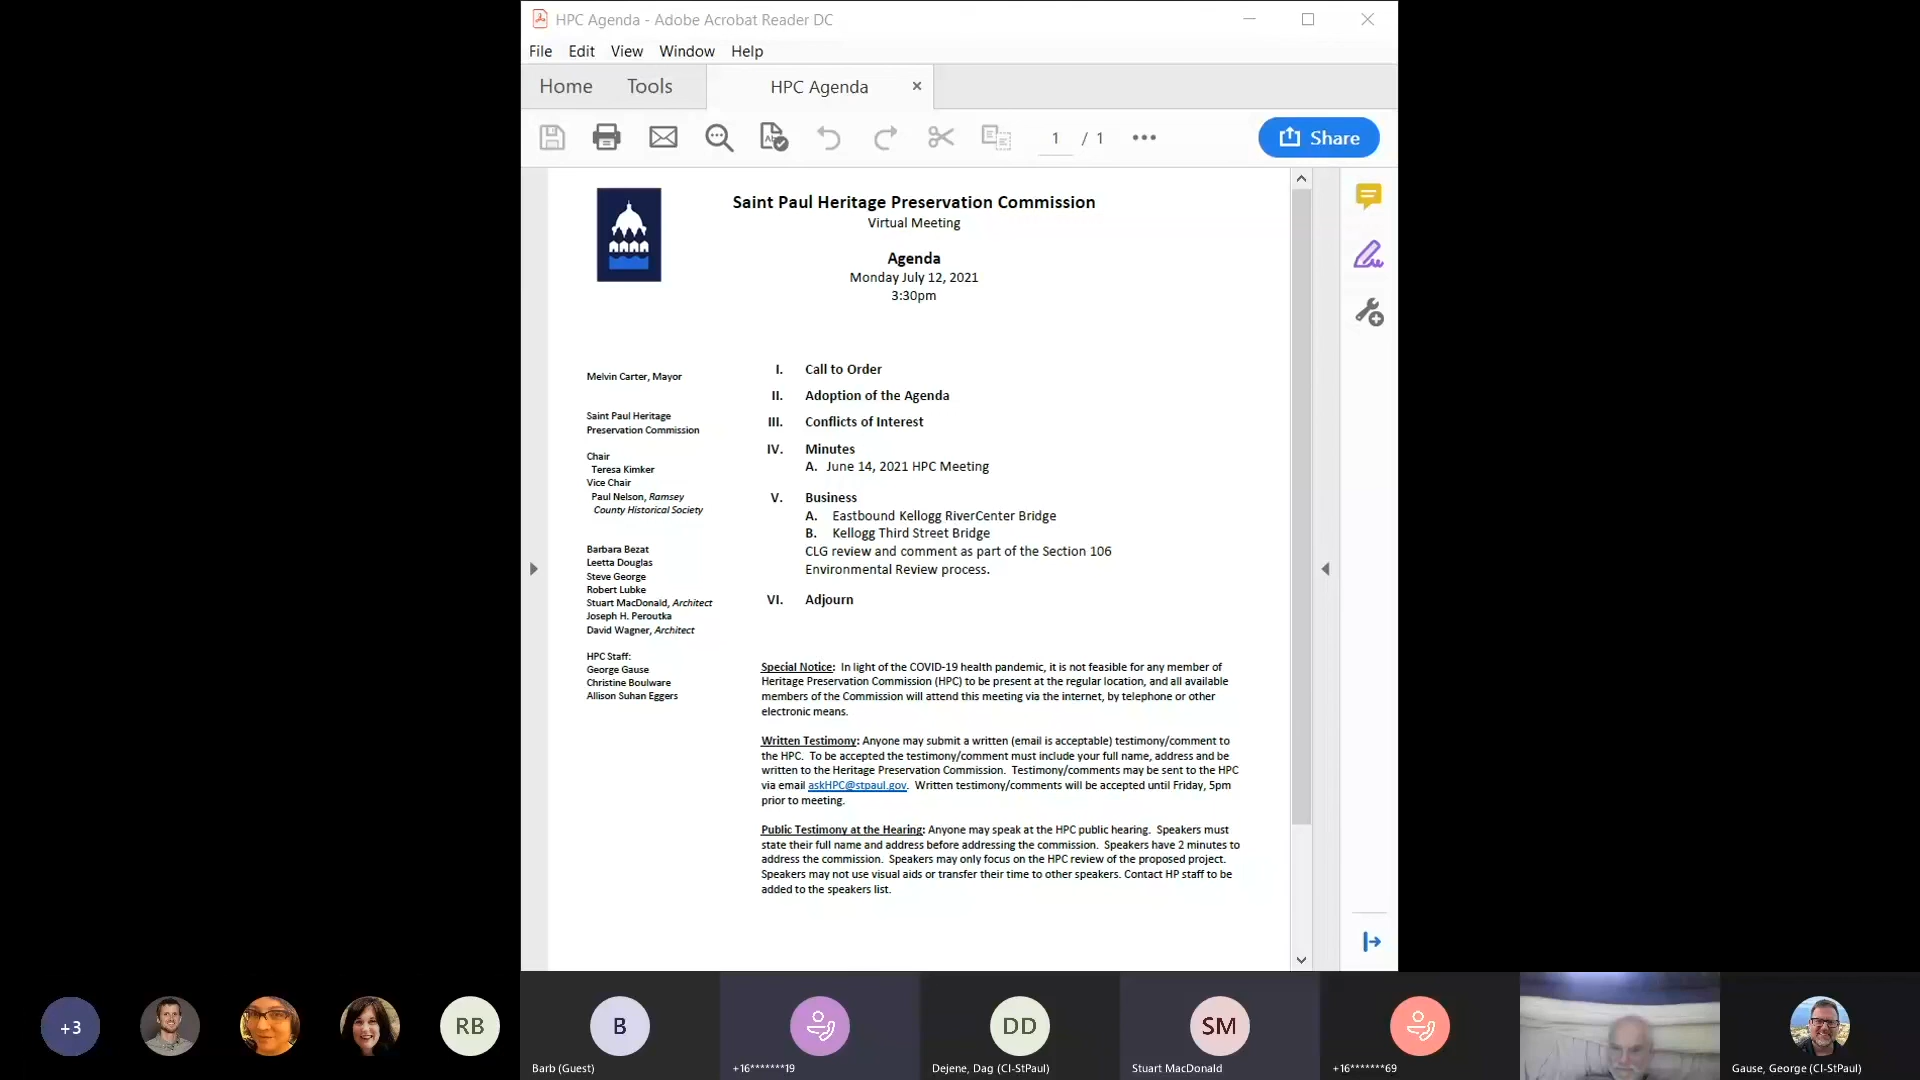 HPC Agenda - Adobe Acrobat Reader DC
File Edit View Window Help
Home Tools HPC Agenda
1 / 1
Share
Saint Paul Heritage Preservation Commission
Virtual Meeting
Agenda
Monday July 12, 2021
3:30pm
Melvin Carter, Mayor
Saint Paul Heritage
Preservation Commission
Chair
Teresa Kimker
Vice Chair
Paul Nelson, Ramsey
County Historical Society
Barbara Bezat
Leetta Douglas
Steve George
Robert Lubke
Stuart MacDonald, Architect
Joseph H. Peroutka
David Wagner, Architect
HPC Staff:
George Gause
Christine Boulware
Allison Suhan Eggers
I. Call to Order
II. Adoption of the Agenda
III. Conflicts of Interest
IV. Minutes
A. June 14, 2021 HPC Meeting
V. Business
A. Eastbound Kellogg RiverCenter Bridge
B. Kellogg Third Street Bridge
CLG review and comment as part of the Section 106
Environmental Review process.
VI. Adjourn
Special Notice: In light of the COVID-19 health pandemic, it is not feasible for any member of
Heritage Preservation Commission (HPC) to be present at the regular location, and all available
members of the Commission will attend this meeting via the internet, by telephone or other
electronic means.
Written Testimony: Anyone may submit a written (email is acceptable) testimony/comment to
the HPC. To be accepted the testimony/comment must include your full name, address and be
written to the Heritage Preservation Commission. Testimony/comments may be sent to the HPC
via email askHPC@stpaul.gov. Written testimony/comments will be accepted until Friday, 5pm
prior to meeting.
Public Testimony at the Hearing: Anyone may speak at the HPC public hearing. Speakers must
state their full name and address before addressing the commission. Speakers have 2 minutes to
address the commission. Speakers may only focus on the HPC review of the proposed project.
Speakers may not use visual aids or transfer their time to other speakers. Contact HP staff to be
added to the speakers list.
+3
RB
B
DD
SM
Barb (Guest)
+16*******19
Dejene, Dag (CI-StPaul)
Stuart MacDonald
+16*******69
Gause, George (CI-StPaul)